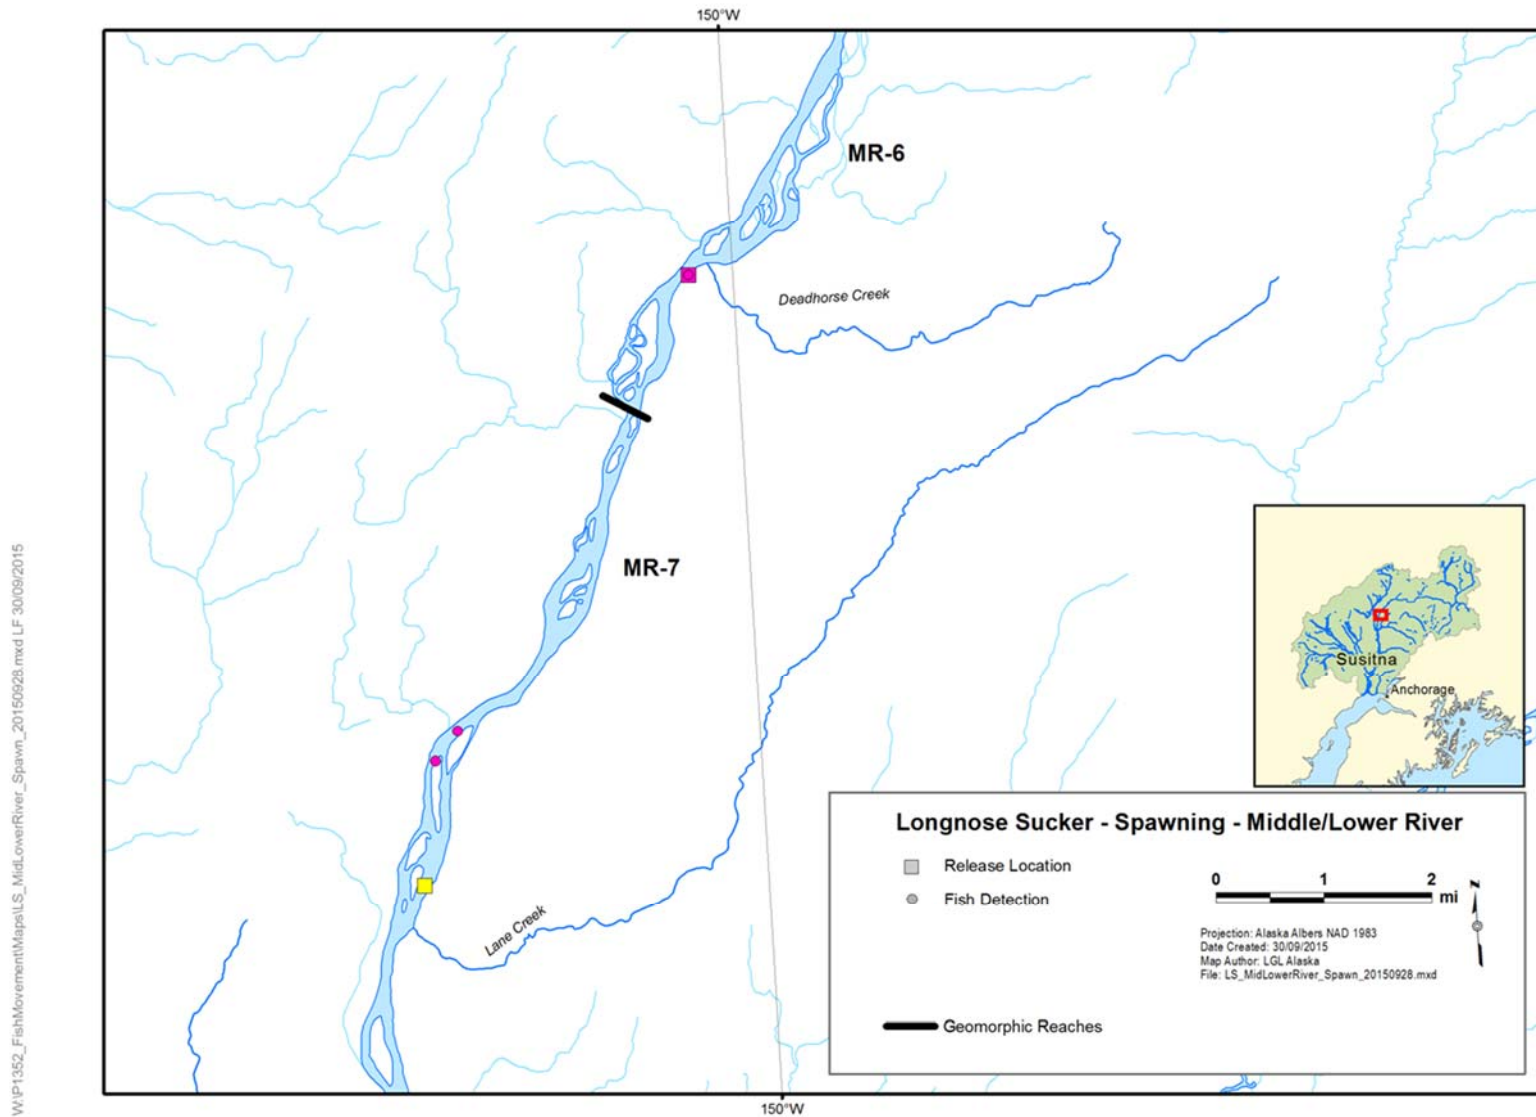 150°W
MR-6
Deadhorse Creek
MR-7
Susitna
Anchorage
Lane Creek
Longnose Sucker - Spawning - Middle/Lower River
Release Location
Fish Detection
0 1 2 mi
N
Projection: Alaska Albers NAD 1983
Date Created: 30/09/2015
Map Author: LGL Alaska
File: LS_MidLowerRiver_Spawn_20150928.mxd
Geomorphic Reaches
150°W
W:\P1352_FishMovement\Maps\LS_MidLowerRiver_Spawn_20150928.mxd LF 30/09/2015